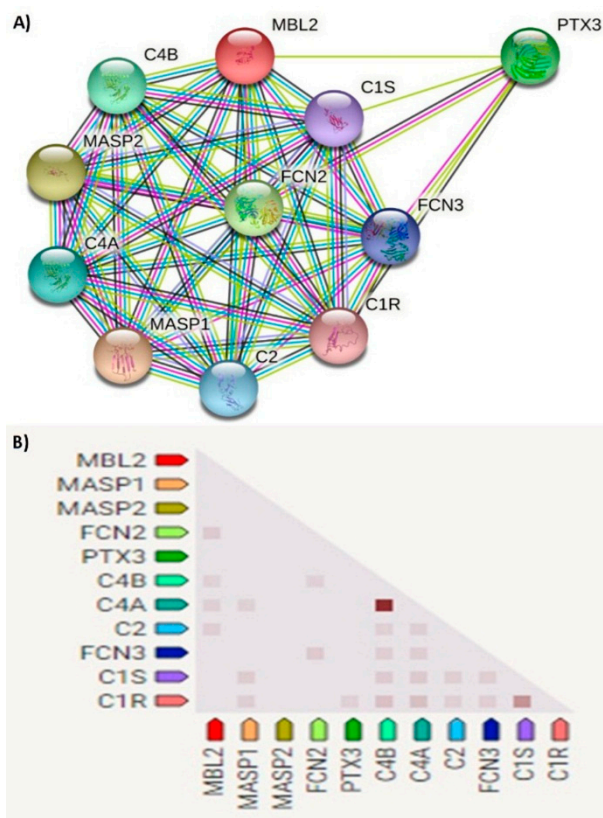 A)
MBL2
PTX3
C4B
C1S
MASP2
FCN2
FCN3
C4A
C1R
MASP1
C2
B)
MBL2
MASP1
MASP2
FCN2
PTX3
C4B
C4A
C2
FCN3
C1S
C1R
MBL2
MASP1
MASP2
FCN2
PTX3
C4B
C4A
C2
FCN3
C1S
C1R